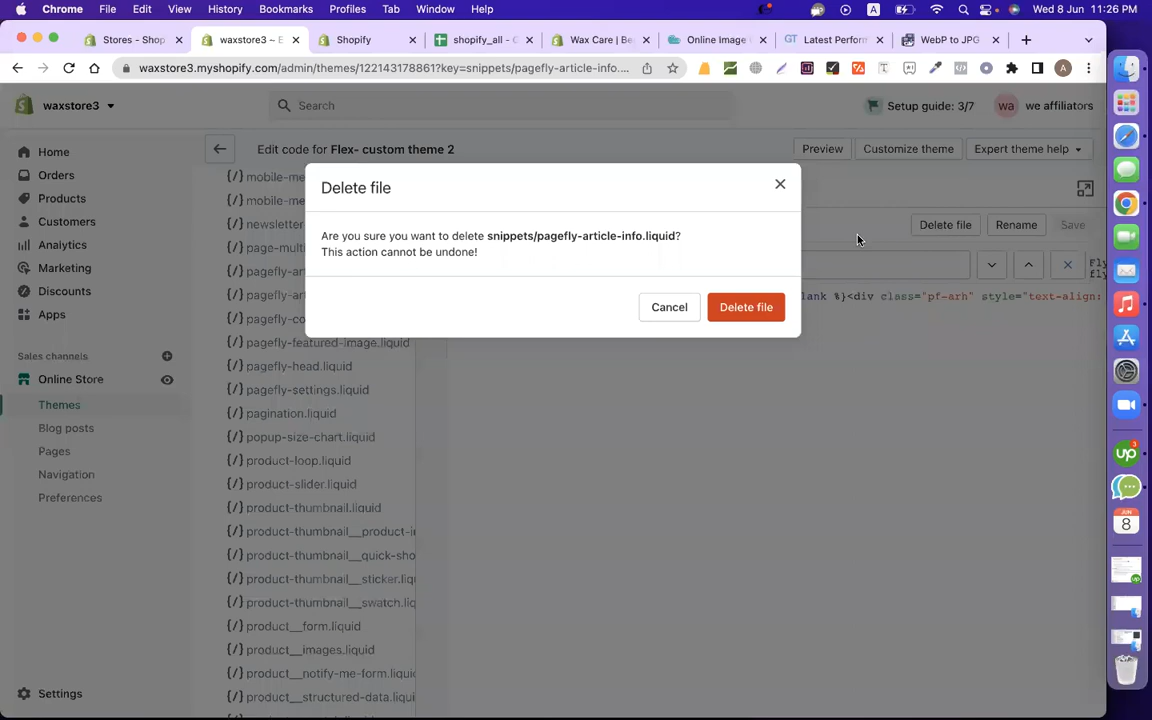 Chrome File Edit View History Bookmarks Profiles Tab Window Help A Wed 8 Jun 11:26 PM
Stores - Shop waxstore3 ~ E Shopify shopify_all - G Wax Care | Be Online Image GT Latest Perform WebP to JPG
waxstore3.myshopify.com/admin/themes/122143178861?key=snippets/pagefly-article-info.... A
waxstore3 Search Setup guide: 3/7 wa we affiliators
Edit code for Flex- custom theme 2 Preview Customize theme Expert theme help
Home
Orders
Products
Customers
Analytics
Marketing
Discounts
Apps
Sales channels
Online Store
Themes
Blog posts
Pages
Navigation
Preferences
Settings
{/} mobile-me
{/} mobile-me
{/} newsletter
{/} page-multi
{/} pagefly-ar
{/} pagefly-ar
{/} pagefly-co
{/} pagefly-featured-image.liquid
{/} pagefly-head.liquid
{/} pagefly-settings.liquid
{/} pagination.liquid
{/} popup-size-chart.liquid
{/} product-loop.liquid
{/} product-slider.liquid
{/} product-thumbnail.liquid
{/} product-thumbnail__product-i
{/} product-thumbnail__quick-sho
{/} product-thumbnail__sticker.liqu
{/} product-thumbnail__swatch.liq
{/} product__form.liquid
{/} product__images.liquid
{/} product__notify-me-form.liquid
{/} product__structured-data.liqui
Delete file
Are you sure you want to delete snippets/pagefly-article-info.liquid?
This action cannot be undone!
Cancel Delete file
Delete file Rename Save
lank %}<div class="pf-arh" style="text-align:
UP 3
JUN
8